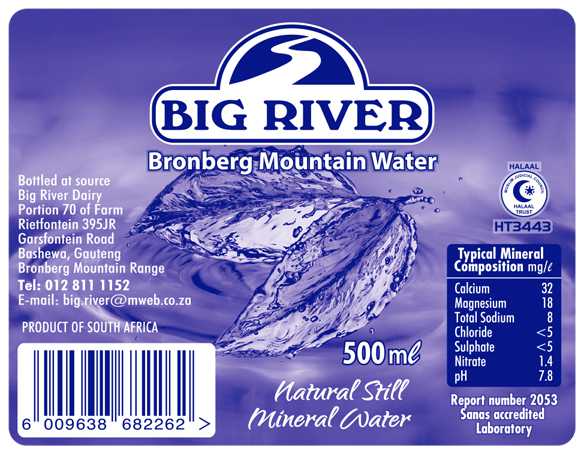 BIG RIVER
Bronberg Mountain Water
Bottled at source
Big River Dairy
Portion 70 of Farm
Rietfontein 395JR
Garsfontein Road
Bashewa, Gauteng
Bronberg Mountain Range
Tel: 012 811 1152
E-mail: big.river@mweb.co.za
PRODUCT OF SOUTH AFRICA
6 009638 682262 >
500ml
Natural Still
Mineral Water
HALAAL
HALAAL
TRUST
HT3443
Typical Mineral
Composition mg/ℓ
Calcium 32
Magnesium 18
Total Sodium 8
Chloride <5
Sulphate <5
Nitrate 1.4
pH 7.8
Report number 2053
Sanas accredited
Laboratory